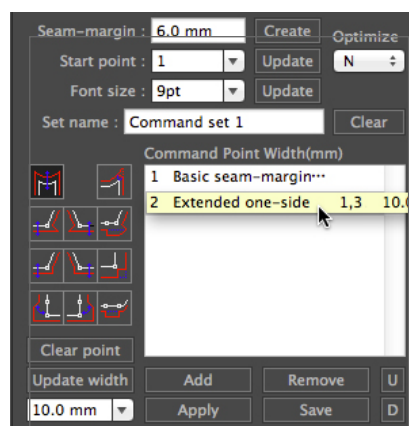 Seam-margin : 6.0 mm Create Optimize
Start point : 1 Update N
Font size : 9pt Update
Set name : Command set 1 Clear
Command Point Width(mm)
1 Basic seam-margin···
2 Extended one-side 1,3 10.0
Clear point
Update width Add Remove U
10.0 mm Apply Save D